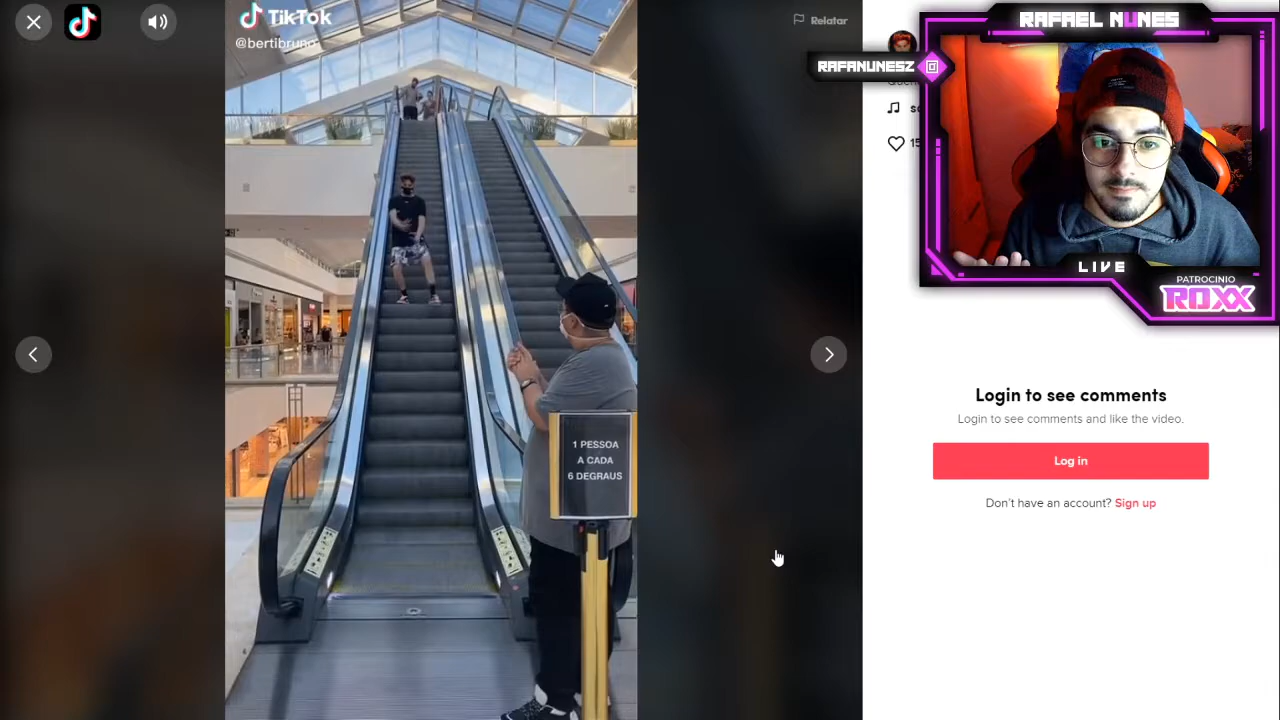 TikTok
@bertibruno
Relatar
RAFAEL NUNES
RAFANUNESZ
LIVE
PATROCINIO
ROXX
1 PESSOA
A CADA
6 DEGRAUS
Login to see comments
Login to see comments and like the video.
Log in
Don't have an account? Sign up